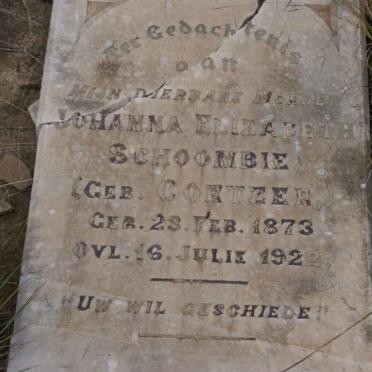 Ter Gedachtenis
aan
Mijn dierbare Moeder
Johanna Elizabeth
Schoombie
(Geb. Coetzer)
Geb. 23. Feb. 1873
Ovl. 16. Julie 1922
"Uw wil geschiede"